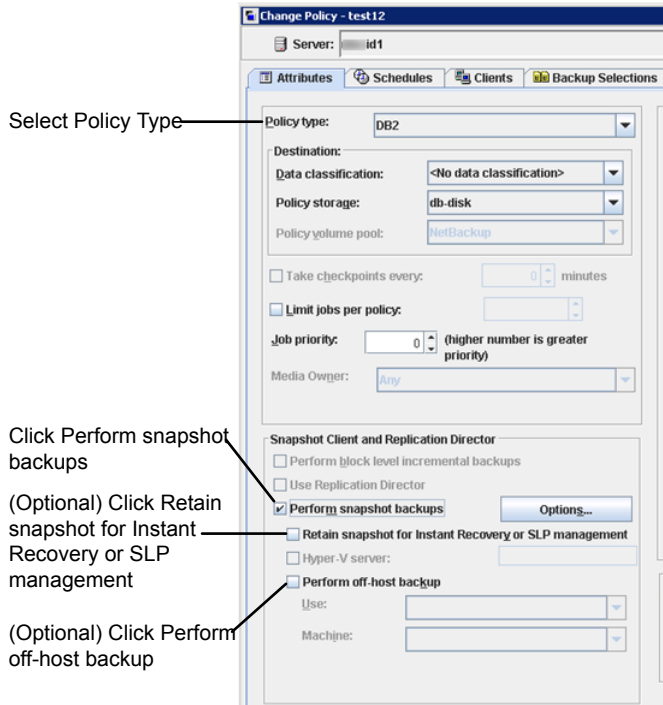 Change Policy - test12
Server: id1
Attributes Schedules Clients Backup Selections
Select Policy Type
Policy type: DB2
Destination:
Data classification: <No data classification>
Policy storage: db-disk
Policy volume pool: NetBackup
Take checkpoints every: 0 minutes
Limit jobs per policy:
Job priority: 0 (higher number is greater
priority)
Media Owner: Any
Click Perform snapshot
backups
Snapshot Client and Replication Director
Perform block level incremental backups
Use Replication Director
Perform snapshot backups Options...
(Optional) Click Retain
snapshot for Instant
Recovery or SLP
management
Retain snapshot for Instant Recovery or SLP management
Hyper-V server:
Perform off-host backup
Use:
Machine:
(Optional) Click Perform
off-host backup